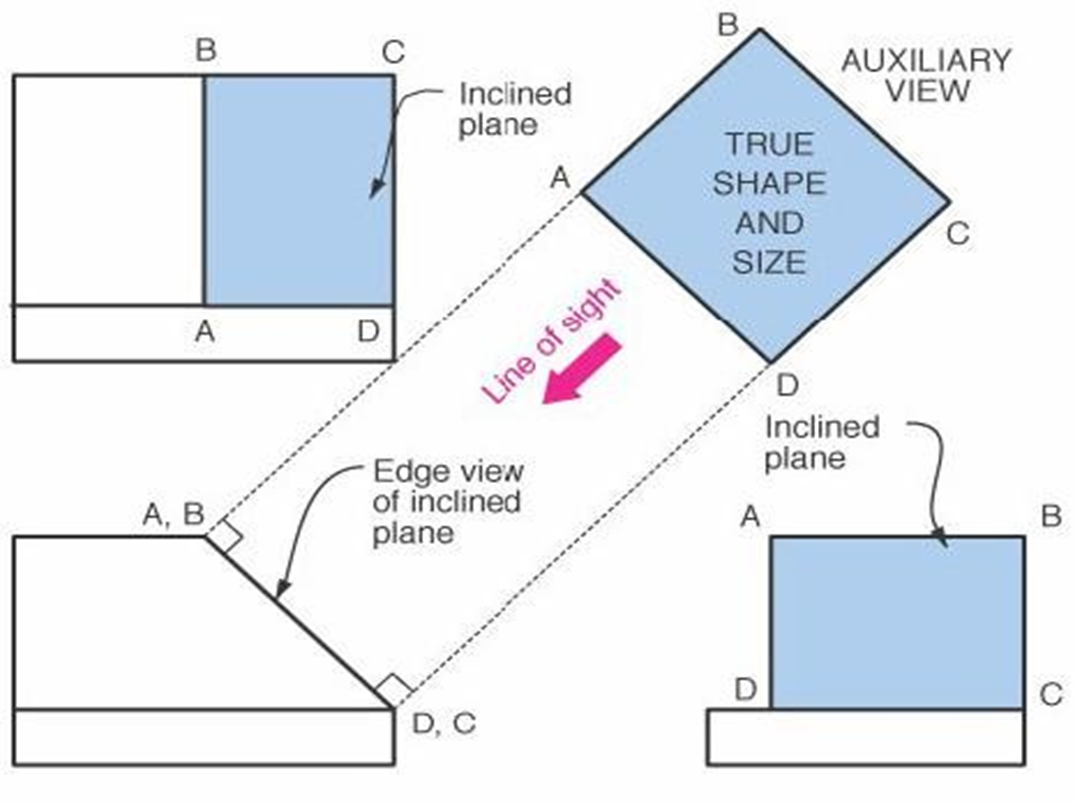 B
C
Inclined
plane
A
D
B
AUXILIARY
VIEW
A
TRUE
SHAPE
AND
SIZE
C
D
Line of sight
A, B
Edge view
of inclined
plane
D, C
Inclined
plane
A
B
D
C